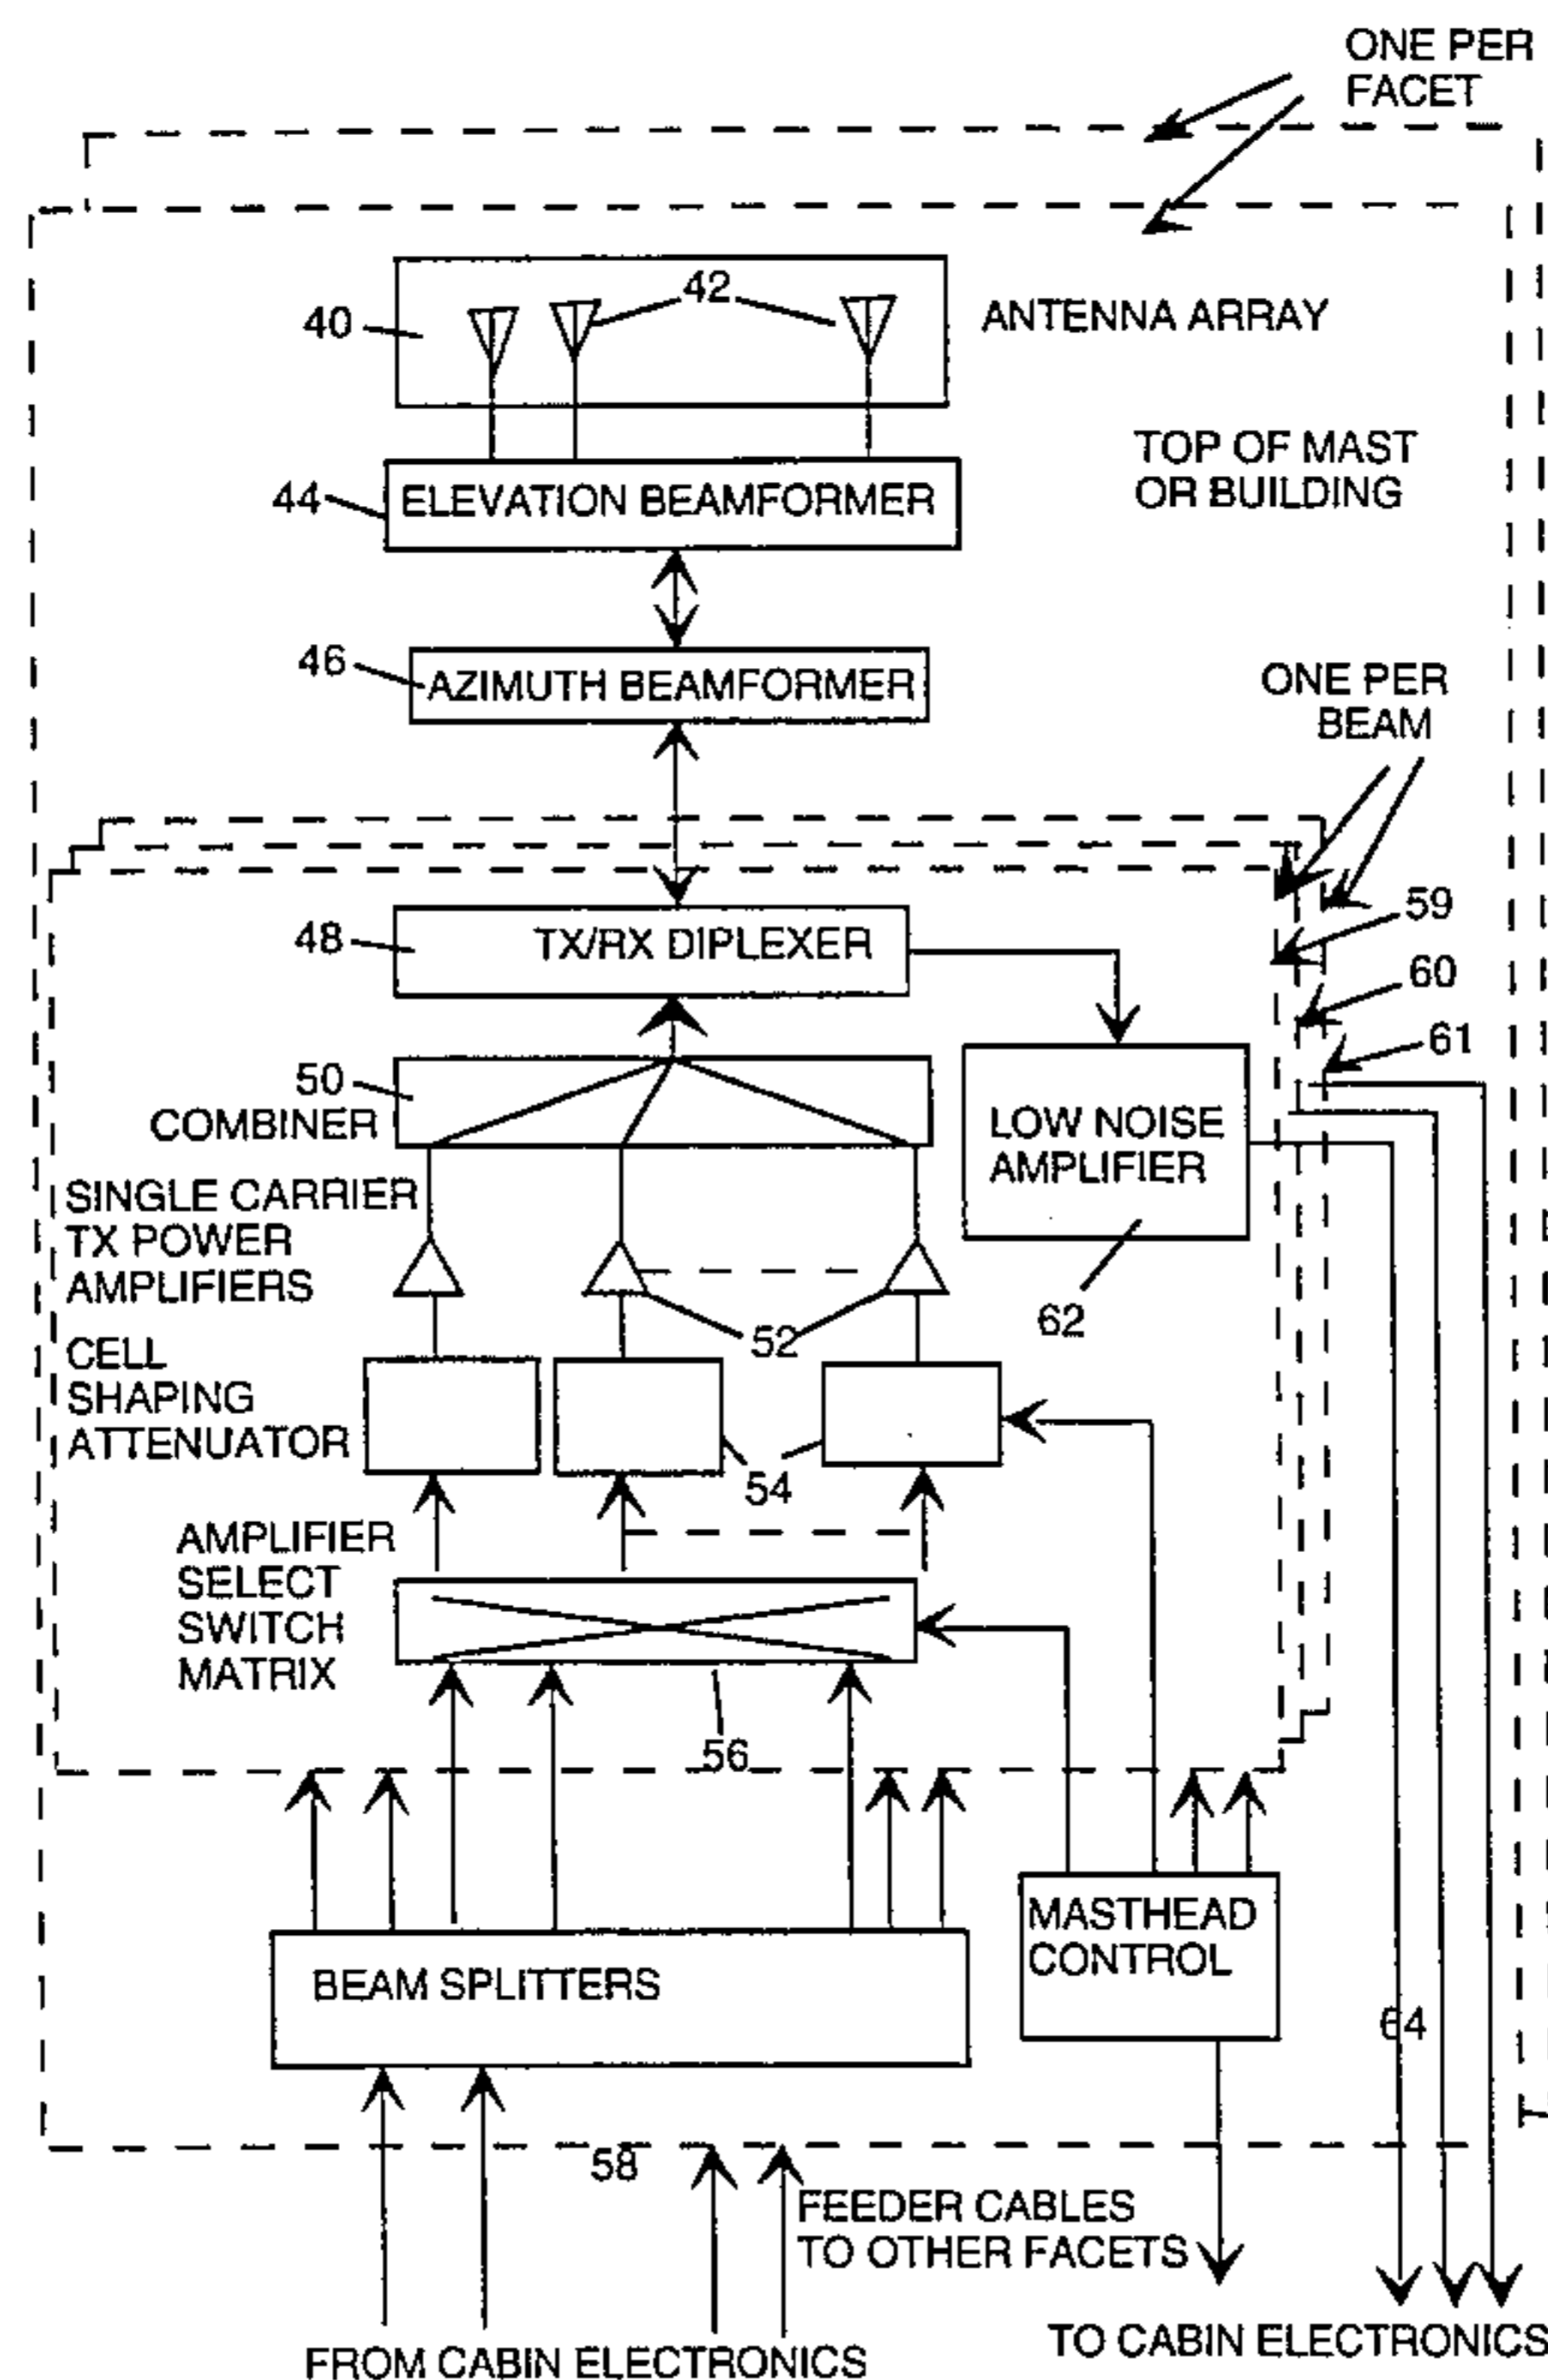 ONE PER
FACET
42
40
ANTENNA ARRAY
TOP OF MAST
OR BUILDING
44
ELEVATION BEAMFORMER
46
AZIMUTH BEAMFORMER
ONE PER
BEAM
59
48
TX/RX DIPLEXER
60
61
50
COMBINER
LOW NOISE
AMPLIFIER
SINGLE CARRIER
TX POWER
AMPLIFIERS
62
52
CELL
SHAPING
ATTENUATOR
54
AMPLIFIER
SELECT
SWITCH
MATRIX
56
MASTHEAD
CONTROL
BEAM SPLITTERS
64
58
FEEDER CABLES
TO OTHER FACETS
FROM CABIN ELECTRONICS
TO CABIN ELECTRONICS